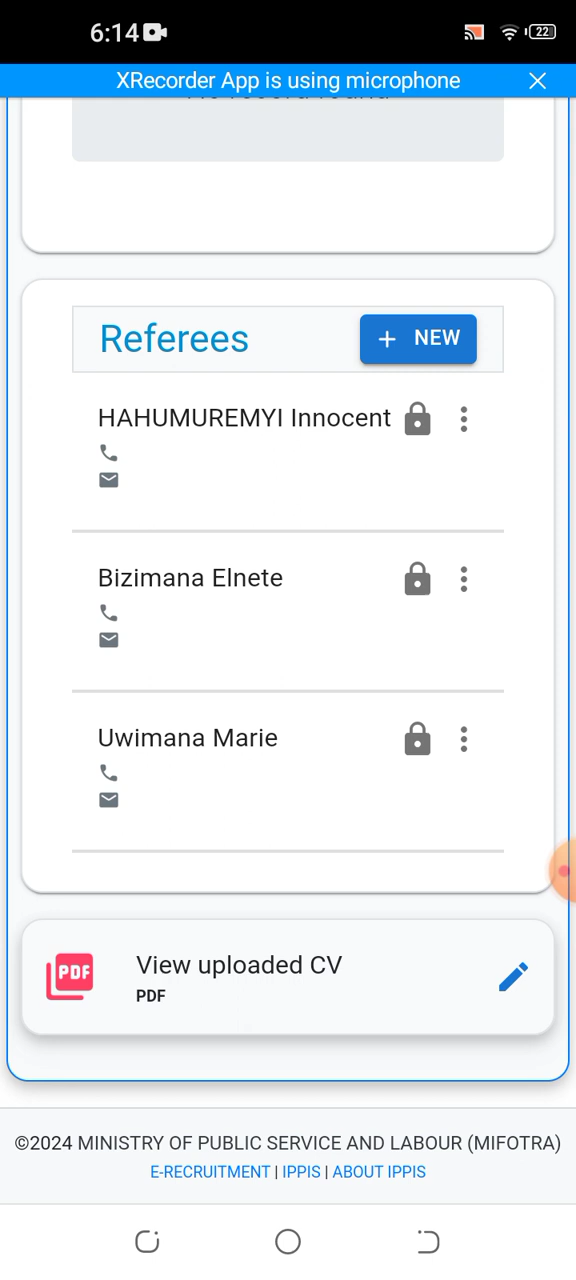 6:14
22
XRecorder App is using microphone
Referees
+ NEW
HAHUMUREMYI Innocent
Bizimana Elnete
Uwimana Marie
PDF
View uploaded CV
PDF
©2024 MINISTRY OF PUBLIC SERVICE AND LABOUR (MIFOTRA)
E-RECRUITMENT | IPPIS | ABOUT IPPIS